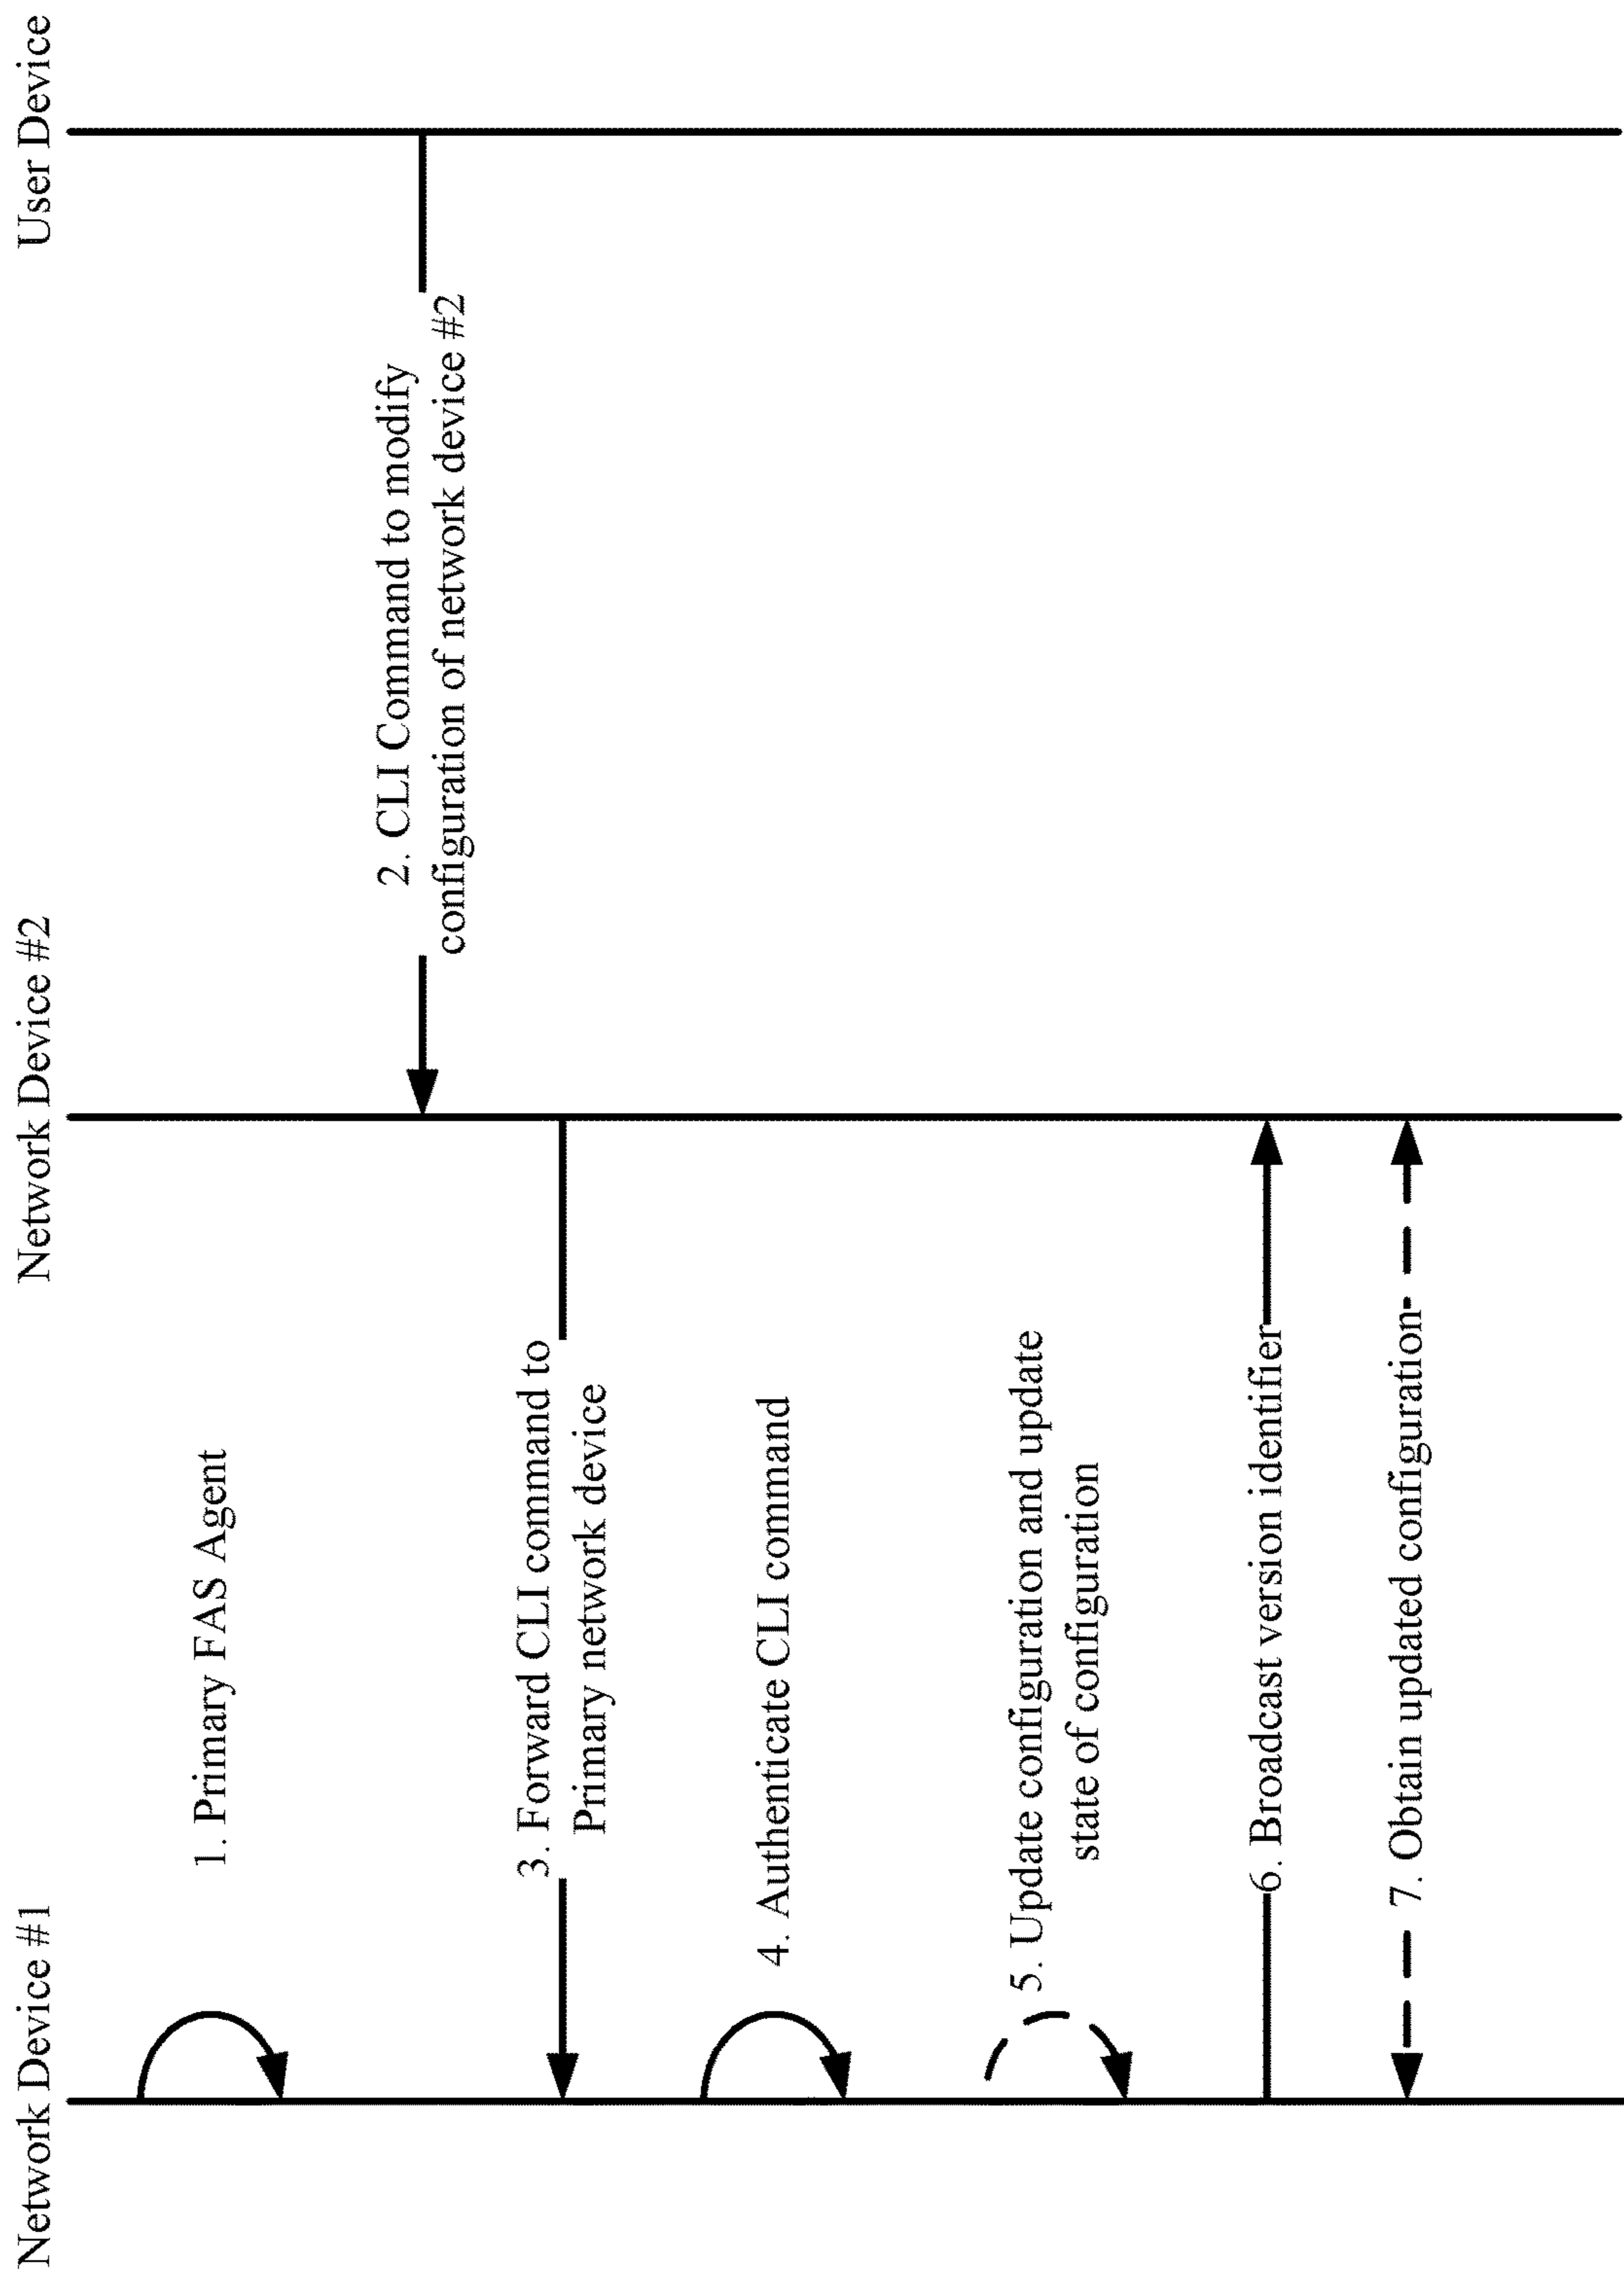 Network Device #1
Network Device #2
User Device
1. Primary FAS Agent
2. CLI Command to modify
configuration of network device #2
3. Forward CLI command to
Primary network device
4. Authenticate CLI command
5. Update configuration and update
state of configuration
6. Broadcast version identifier
7. Obtain updated configuration